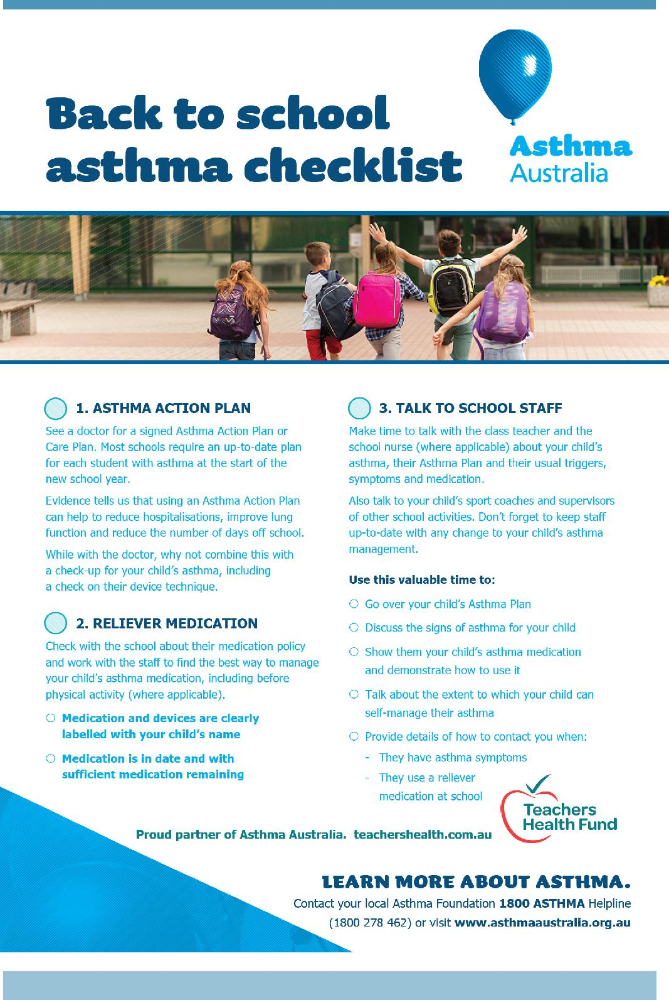 Back to school
asthma checklist
Asthma
Australia
1. ASTHMA ACTION PLAN
See a doctor for a signed Asthma Action Plan or
Care Plan. Most schools require an up-to-date plan
for each student with asthma at the start of the
new school year.
Evidence tells us that using an Asthma Action Plan
can help to reduce hospitalisations, improve lung
function and reduce the number of days off school.
While with the doctor, why not combine this with
a check-up for your child's asthma, including
a check on their device technique.
2. RELIEVER MEDICATION
Check with the school about their medication policy
and work with the staff to find the best way to manage
your child's asthma medication, including before
physical activity (where applicable).
Medication and devices are clearly
labelled with your child's name
Medication is in date and with
sufficient medication remaining
3. TALK TO SCHOOL STAFF
Make time to talk with the class teacher and the
school nurse (where applicable) about your child's
asthma, their Asthma Plan and their usual triggers,
symptoms and medication.
Also talk to your child's sport coaches and supervisors
of other school activities. Don't forget to keep staff
up-to-date with any change to your child's asthma
management.
Use this valuable time to:
Go over your child's Asthma Plan
Discuss the signs of asthma for your child
Show them your child's asthma medication
and demonstrate how to use it
Talk about the extent to which your child can
self-manage their asthma
Provide details of how to contact you when:
- They have asthma symptoms
- They use a reliever
medication at school
Teachers
Health Fund
Proud partner of Asthma Australia. teachershealth.com.au
LEARN MORE ABOUT ASTHMA.
Contact your local Asthma Foundation 1800 ASTHMA Helpline
(1800 278 462) or visit www.asthmaaustralia.org.au